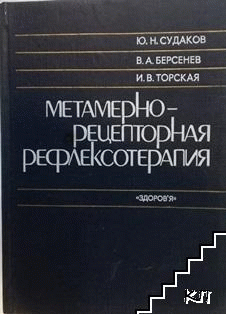 Ю. Н. СУДАКОВ
В. А. БЕРСЕНЕВ
И. В. ТОРСКАЯ
МЕТАМЕРНО-
РЕЦЕПТОРНАЯ
РЕФЛЕКСОТЕРАПИЯ
«ЗДОРОВ'Я»